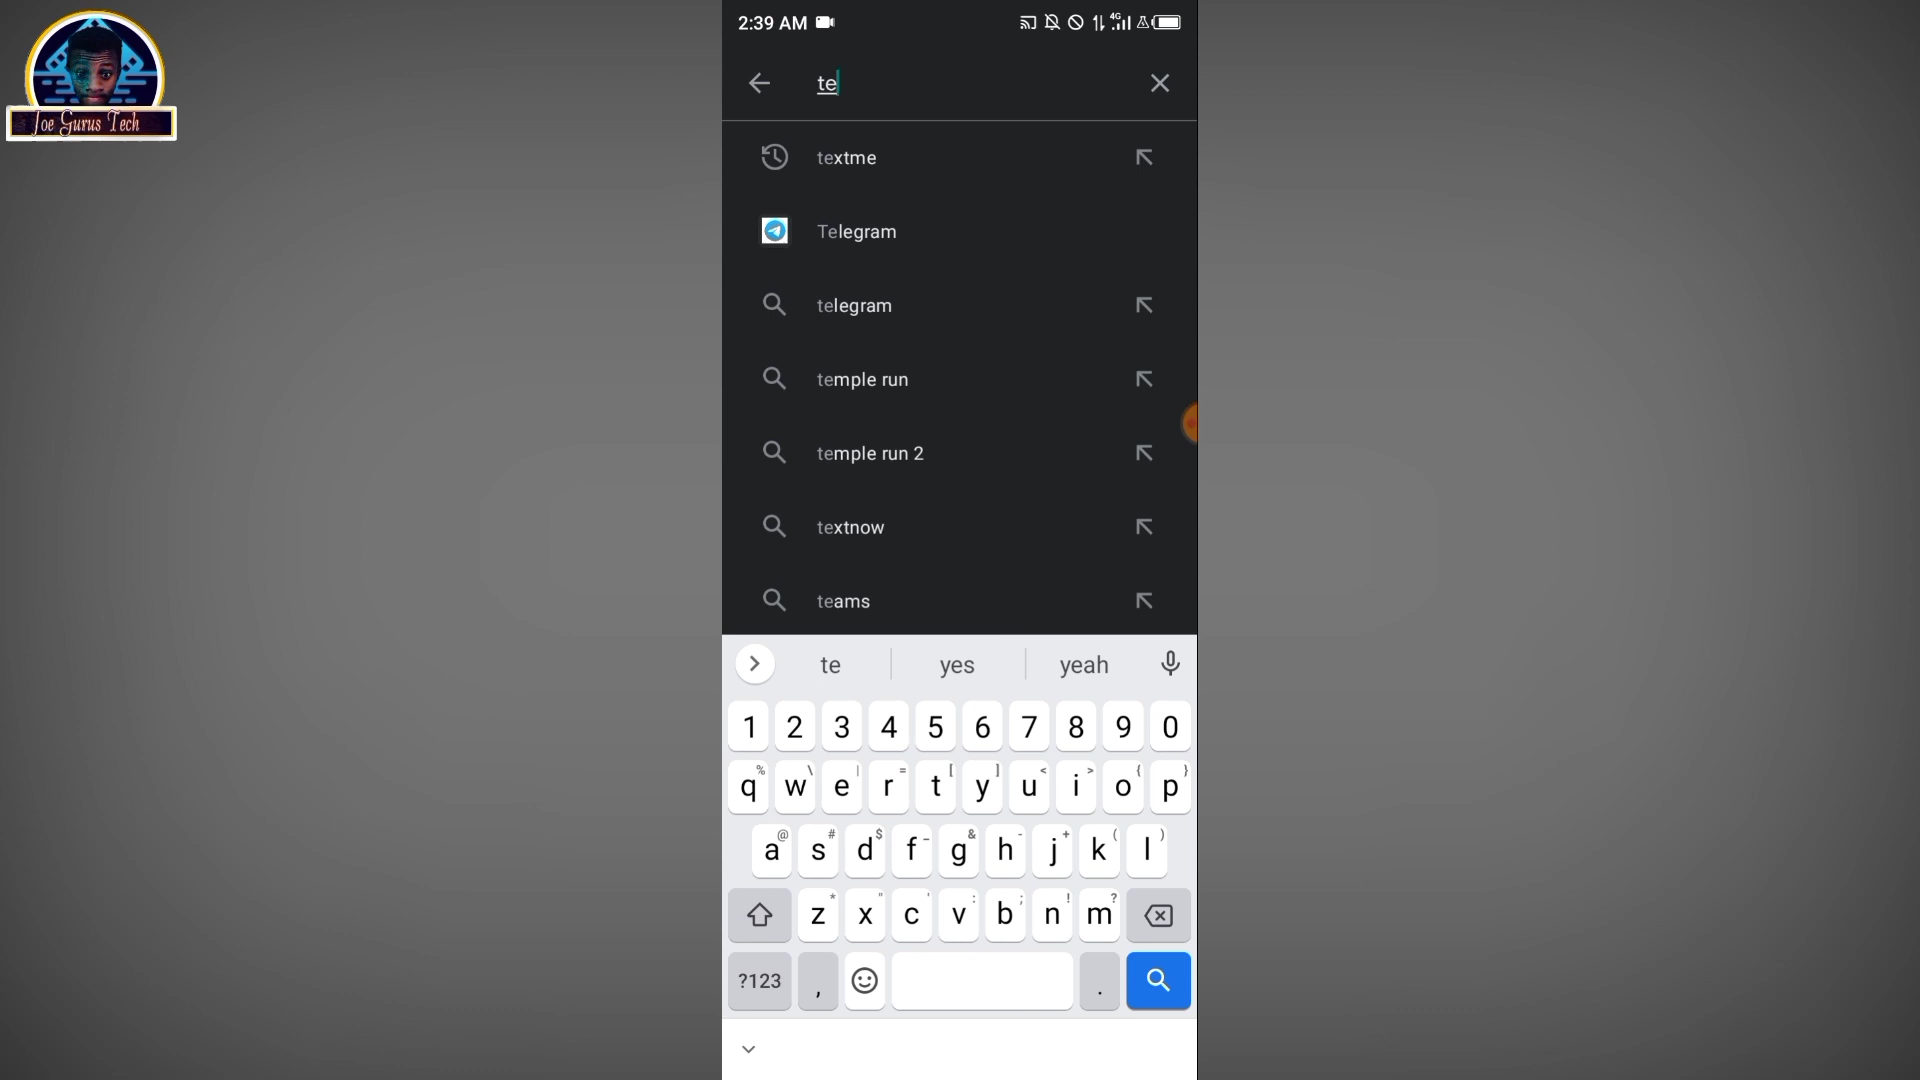 Joe Gurus Tech
2:39 AM
4G
te
textme
Telegram
telegram
temple run
temple run 2
textnow
teams
te yes yeah
1 2 3 4 5 6 7 8 9 0
% \ | = [ ] < > { }
q w e r t y u i o p
@ # $ _ & - + ( )
a s d f g h j k l
* " ' : ; ! ?
z x c v b n m
?123 , .